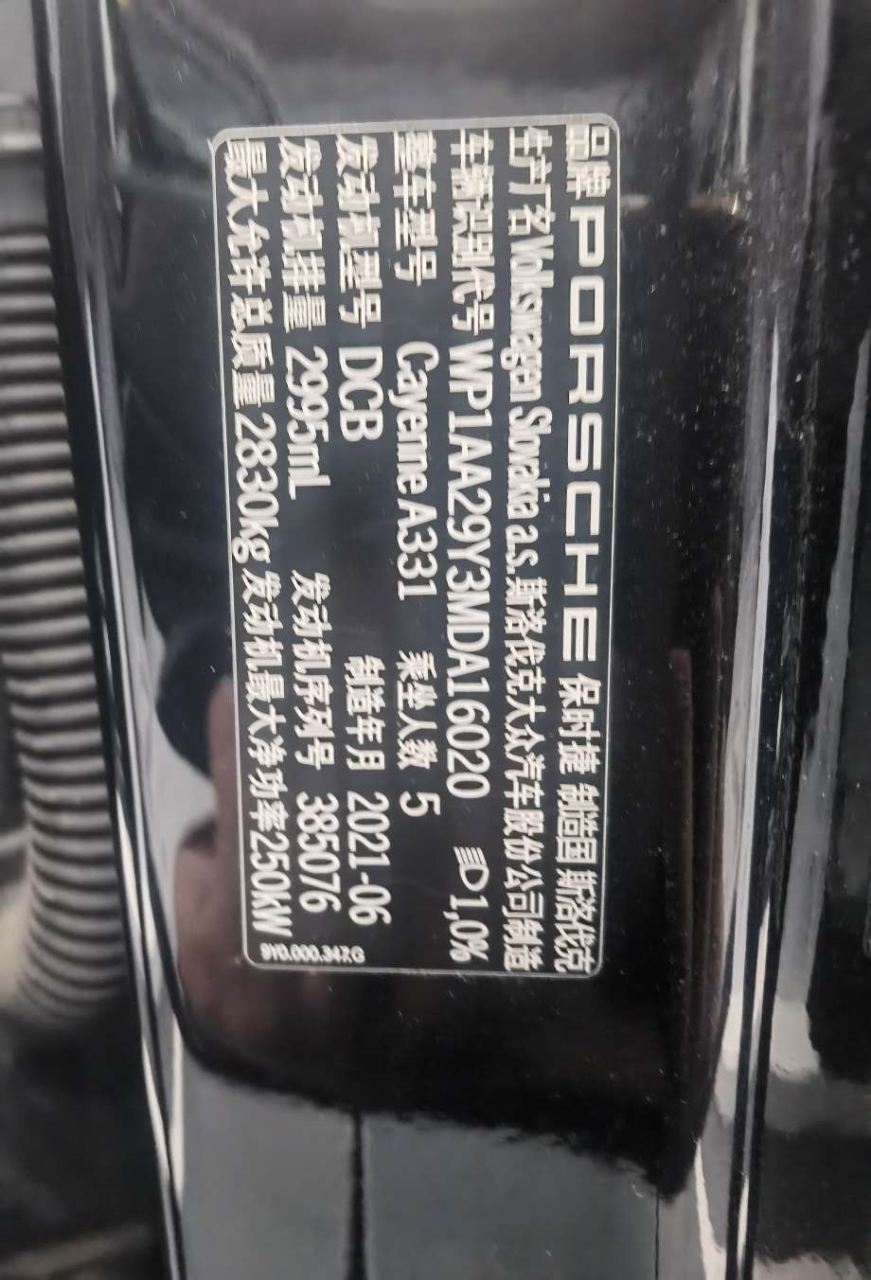 品牌 PORSCHE 保时捷 制造国 斯洛伐克
生产厂名 Volkswagen Slovakia a.s. 斯洛伐克大众汽车股份公司制造
车辆识别代号 WP1AA29Y3MDA16020 1,0%
整车型号 Cayenne A331 乘坐人数 5
发动机型号 DCB 制造年月 2021-06
发动机排量 2995mL 发动机序列号 385076
最大允许总质量 2830kg 发动机最大净功率 250kW
9Y0.000.347.G